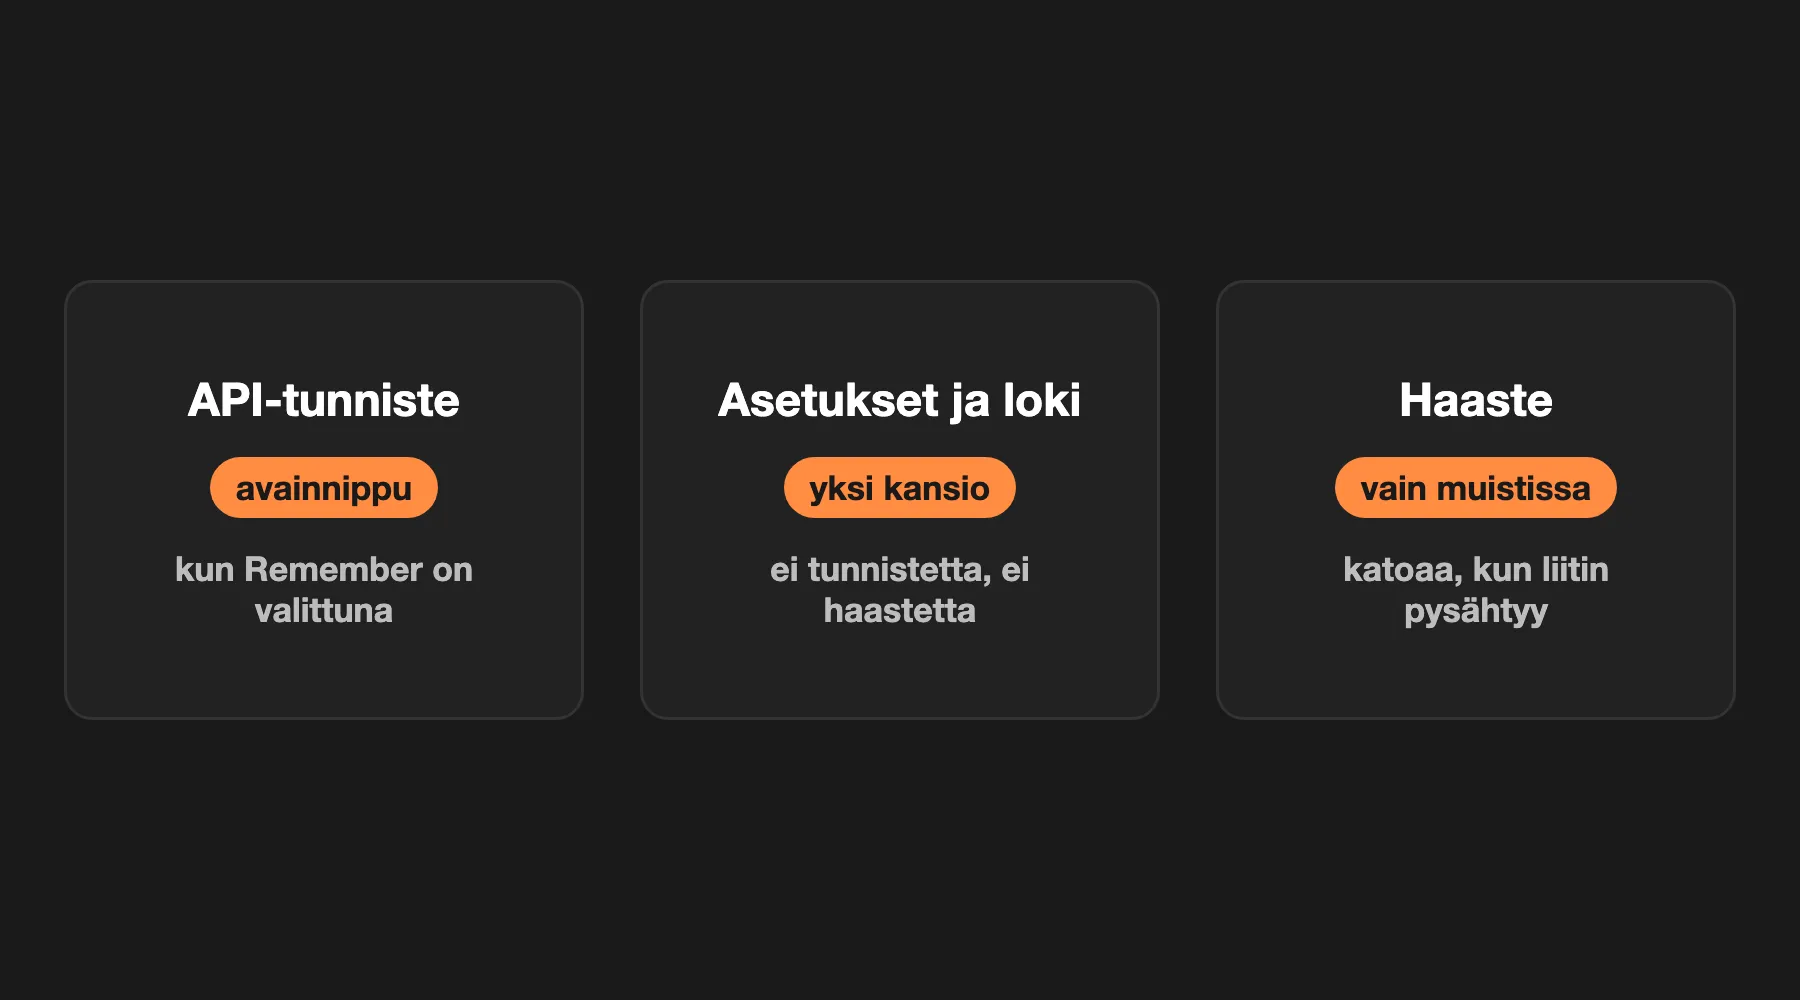 API-tunniste
avainnippu
kun Remember on
valittuna
Asetukset ja loki
yksi kansio
ei tunnistetta, ei
haastetta
Haaste
vain muistissa
katoaa, kun liitin
pysähtyy